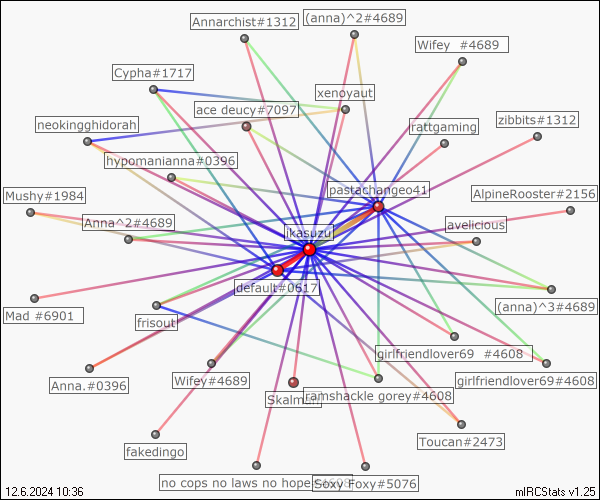 Annarchist#1312
(anna)^2#4689
Wifey  #4689
Cypha#1717
xenoyaut
ace deucy#7097
neokingghidorah
rattgaming
zibbits#1312
hypomanianna#0396
pastachangeo41
Mushy#1984
AlpineRooster#2156
Anna^2#4689
avelicious
ikasuzu
default#0617
(anna)^3#4689
Mad #6901
frisout
girlfriendlover69  #4608
Anna.#0396
Wifey#4689
girlfriendlover69#4608
ramshackle gorey#4608
Toucan#2473
fakedingo
no cops no laws no hope
Soxy Foxy#5076
12.6.2024 10:36
mIRCStats v1.25